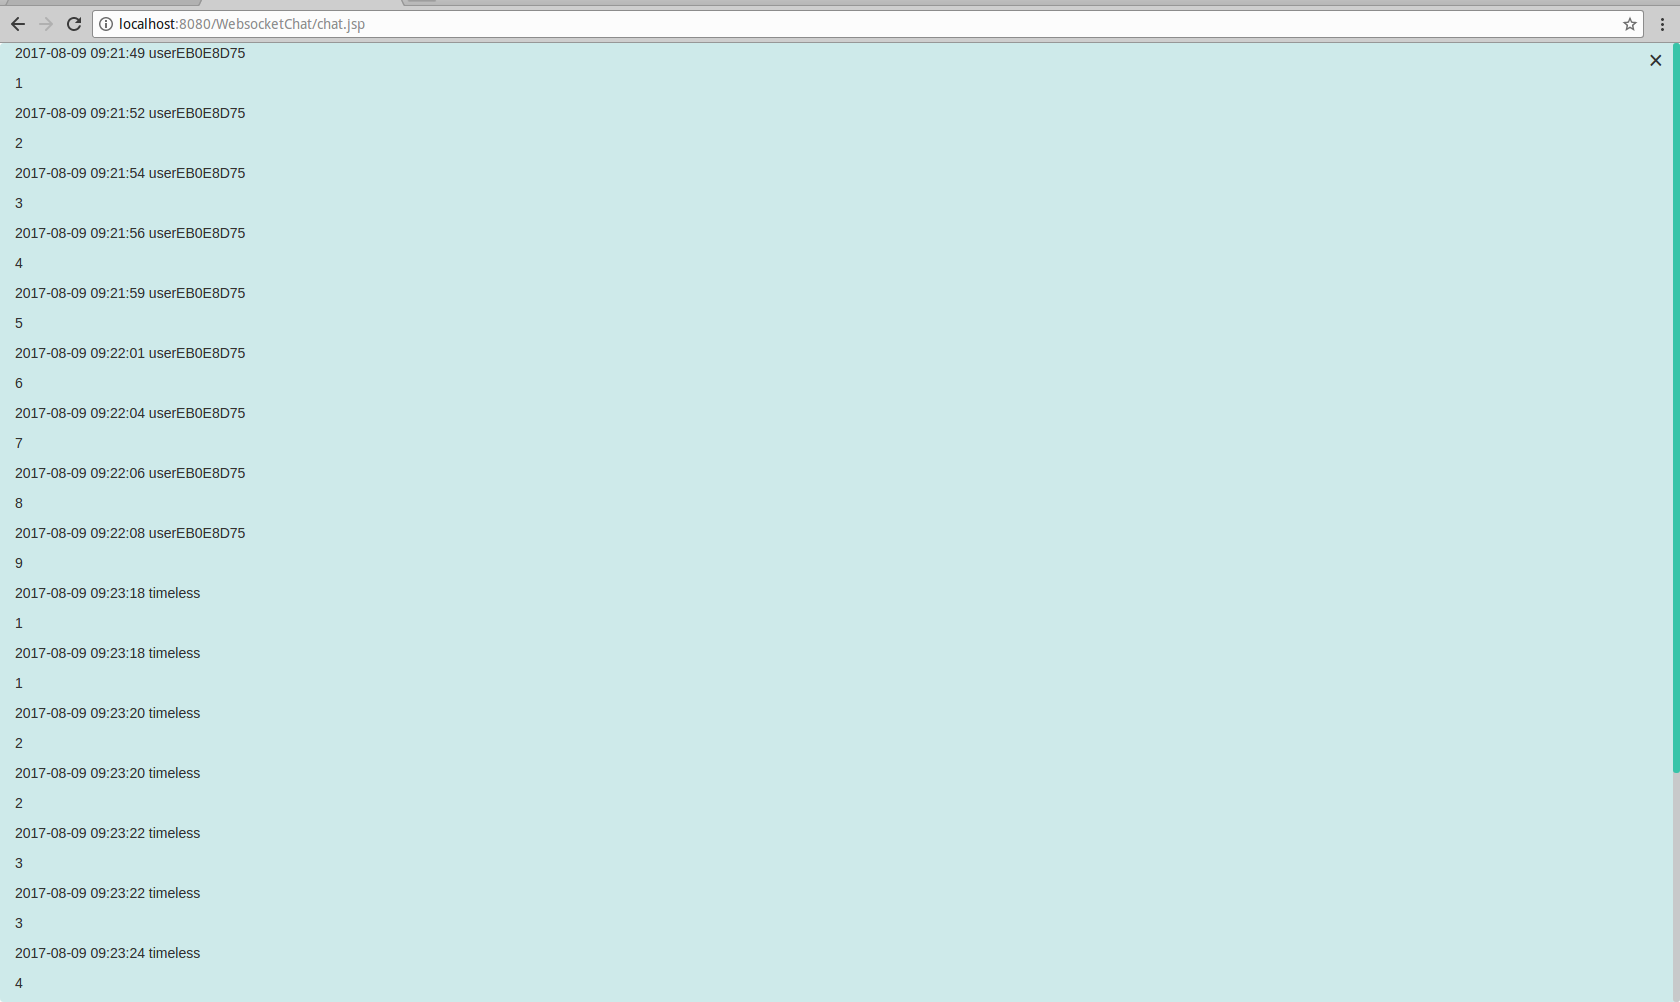 localhost:8080/WebsocketChat/chat.jsp
2017-08-09 09:21:49 userEB0E8D75
1
2017-08-09 09:21:52 userEB0E8D75
2
2017-08-09 09:21:54 userEB0E8D75
3
2017-08-09 09:21:56 userEB0E8D75
4
2017-08-09 09:21:59 userEB0E8D75
5
2017-08-09 09:22:01 userEB0E8D75
6
2017-08-09 09:22:04 userEB0E8D75
7
2017-08-09 09:22:06 userEB0E8D75
8
2017-08-09 09:22:08 userEB0E8D75
9
2017-08-09 09:23:18 timeless
1
2017-08-09 09:23:18 timeless
1
2017-08-09 09:23:20 timeless
2
2017-08-09 09:23:20 timeless
2
2017-08-09 09:23:22 timeless
3
2017-08-09 09:23:22 timeless
3
2017-08-09 09:23:24 timeless
4